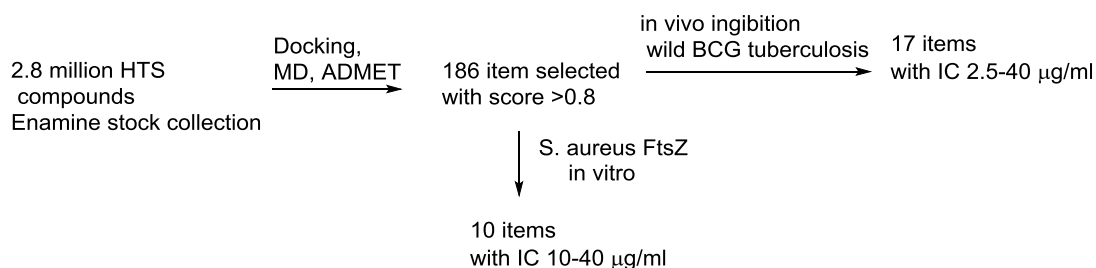 2.8 million HTS
compounds
Enamine stock collection
Docking,
MD, ADMET
186 item selected
with score >0.8
in vivo ingibition
wild BCG tuberculosis
17 items
with IC 2.5-40 μg/ml
S. aureus FtsZ
in vitro
10 items
with IC 10-40 μg/ml